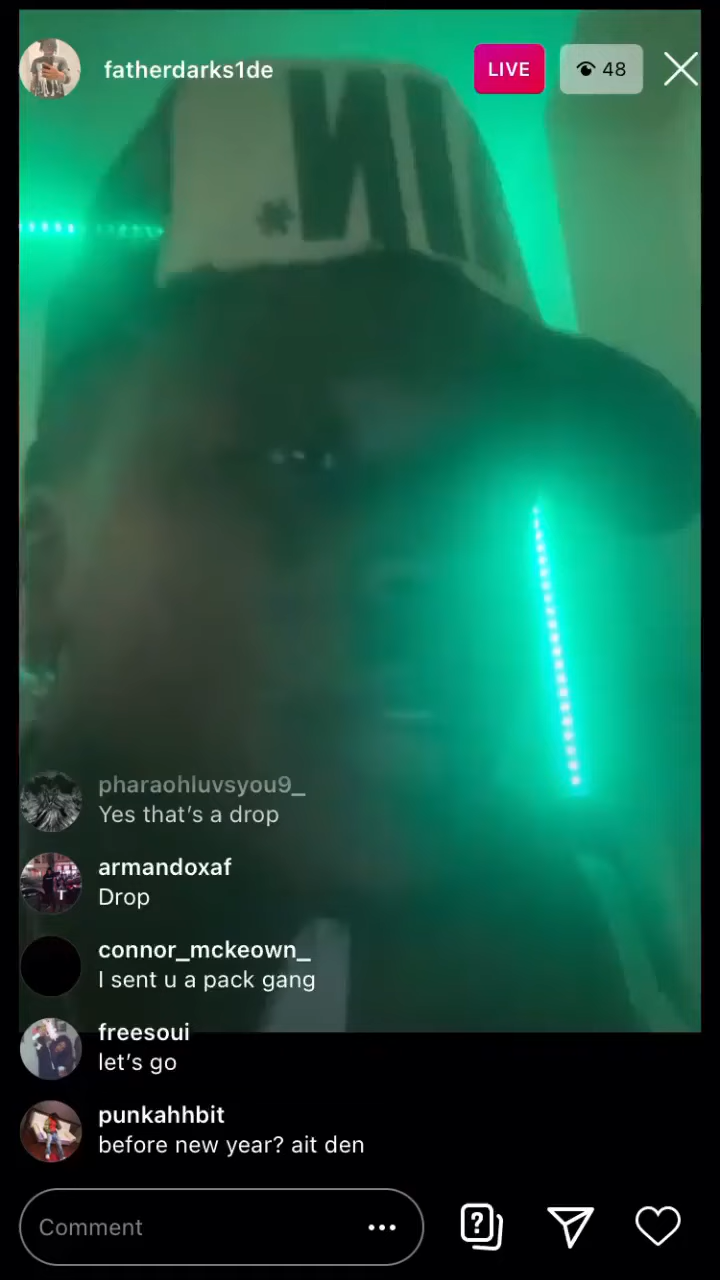 fatherdarks1de
LIVE
48
pharaohluvsyou9_
Yes that’s a drop
armandoxaf
Drop
connor_mckeown_
I sent u a pack gang
freesoui
let’s go
punkahhbit
before new year? ait den
Comment